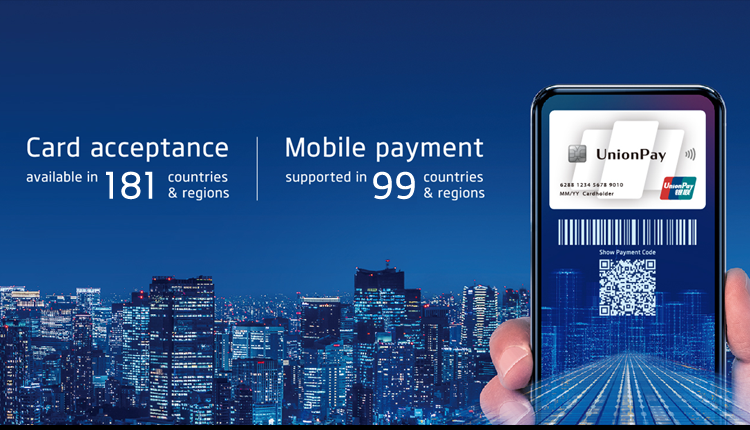 Card acceptance
available in 181 countries
& regions
Mobile payment
supported in 99 countries
& regions
UnionPay
6288 1234 5678 9010
MM/YY Cardholder
UnionPay
银联
Show Payment Code